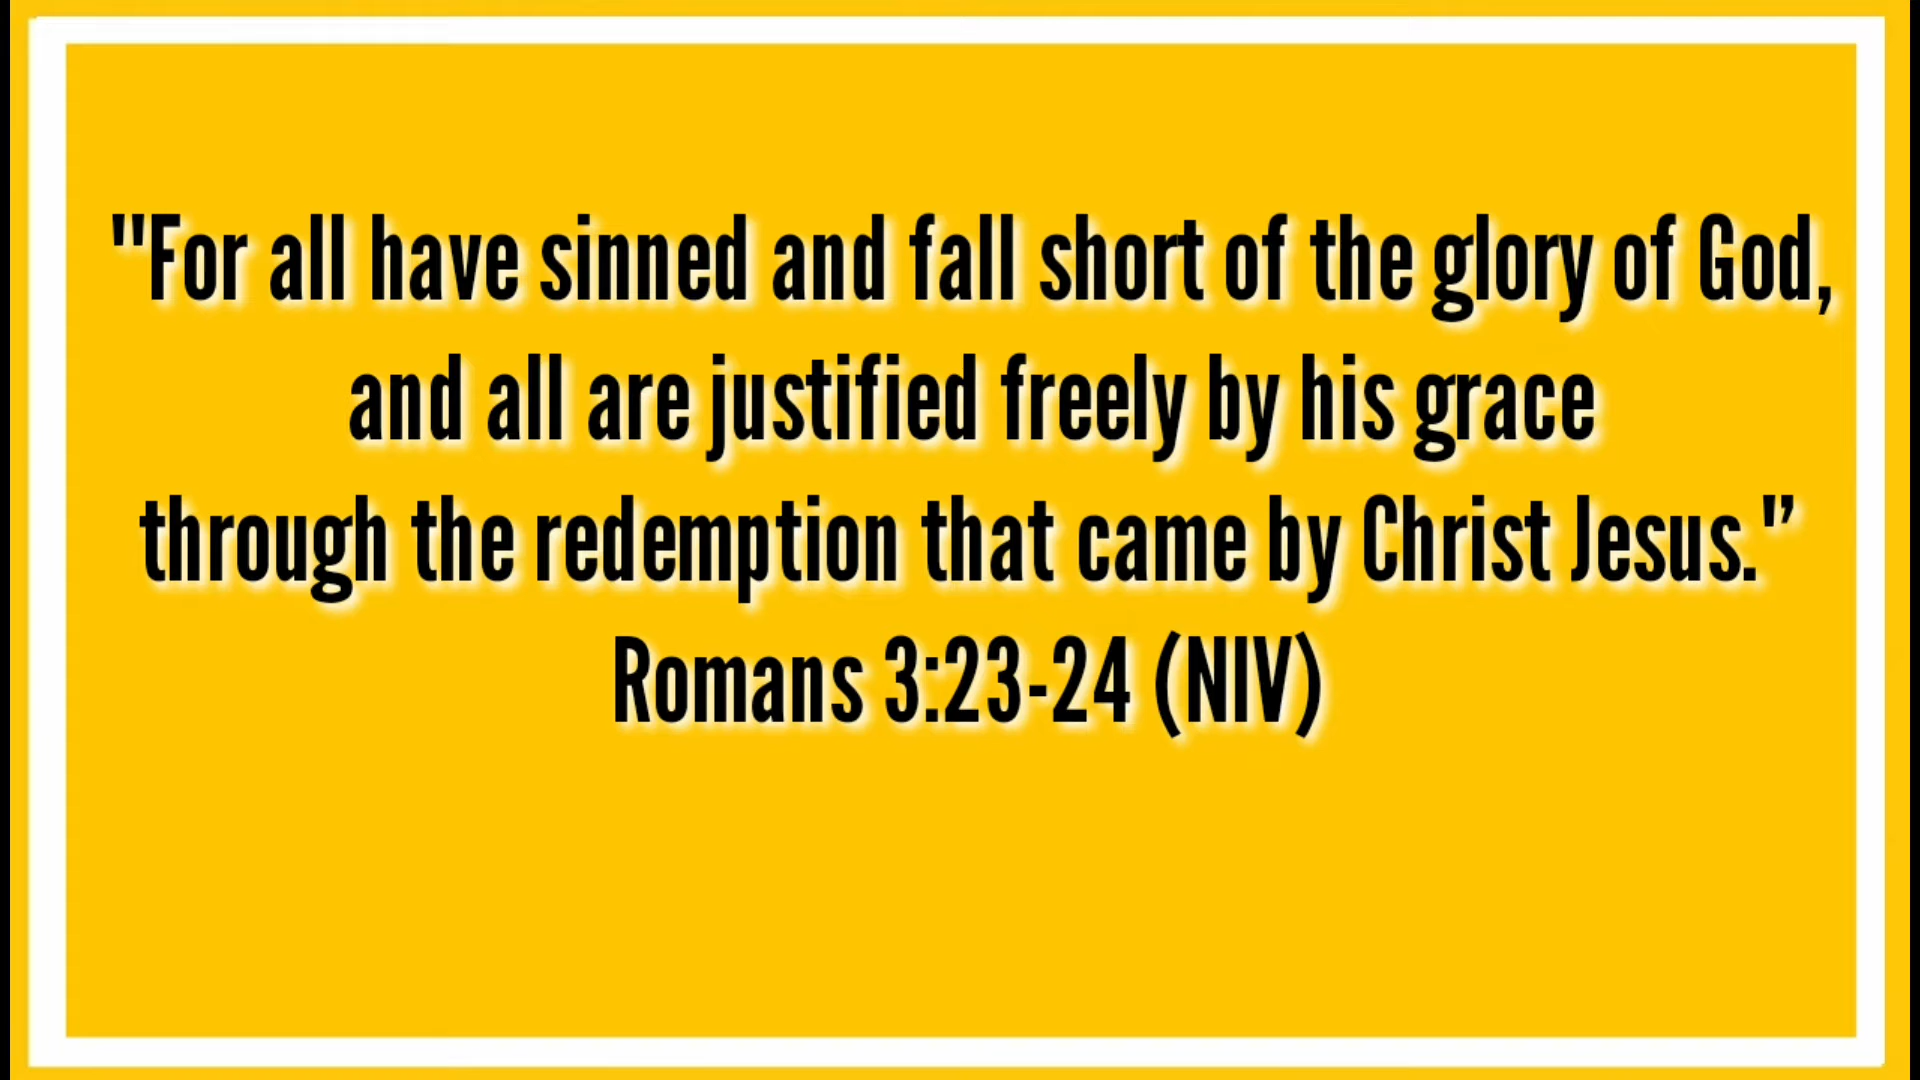 "For all have sinned and fall short of the glory of God,
and all are justified freely by his grace
through the redemption that came by Christ Jesus.”
Romans 3:23-24 (NIV)